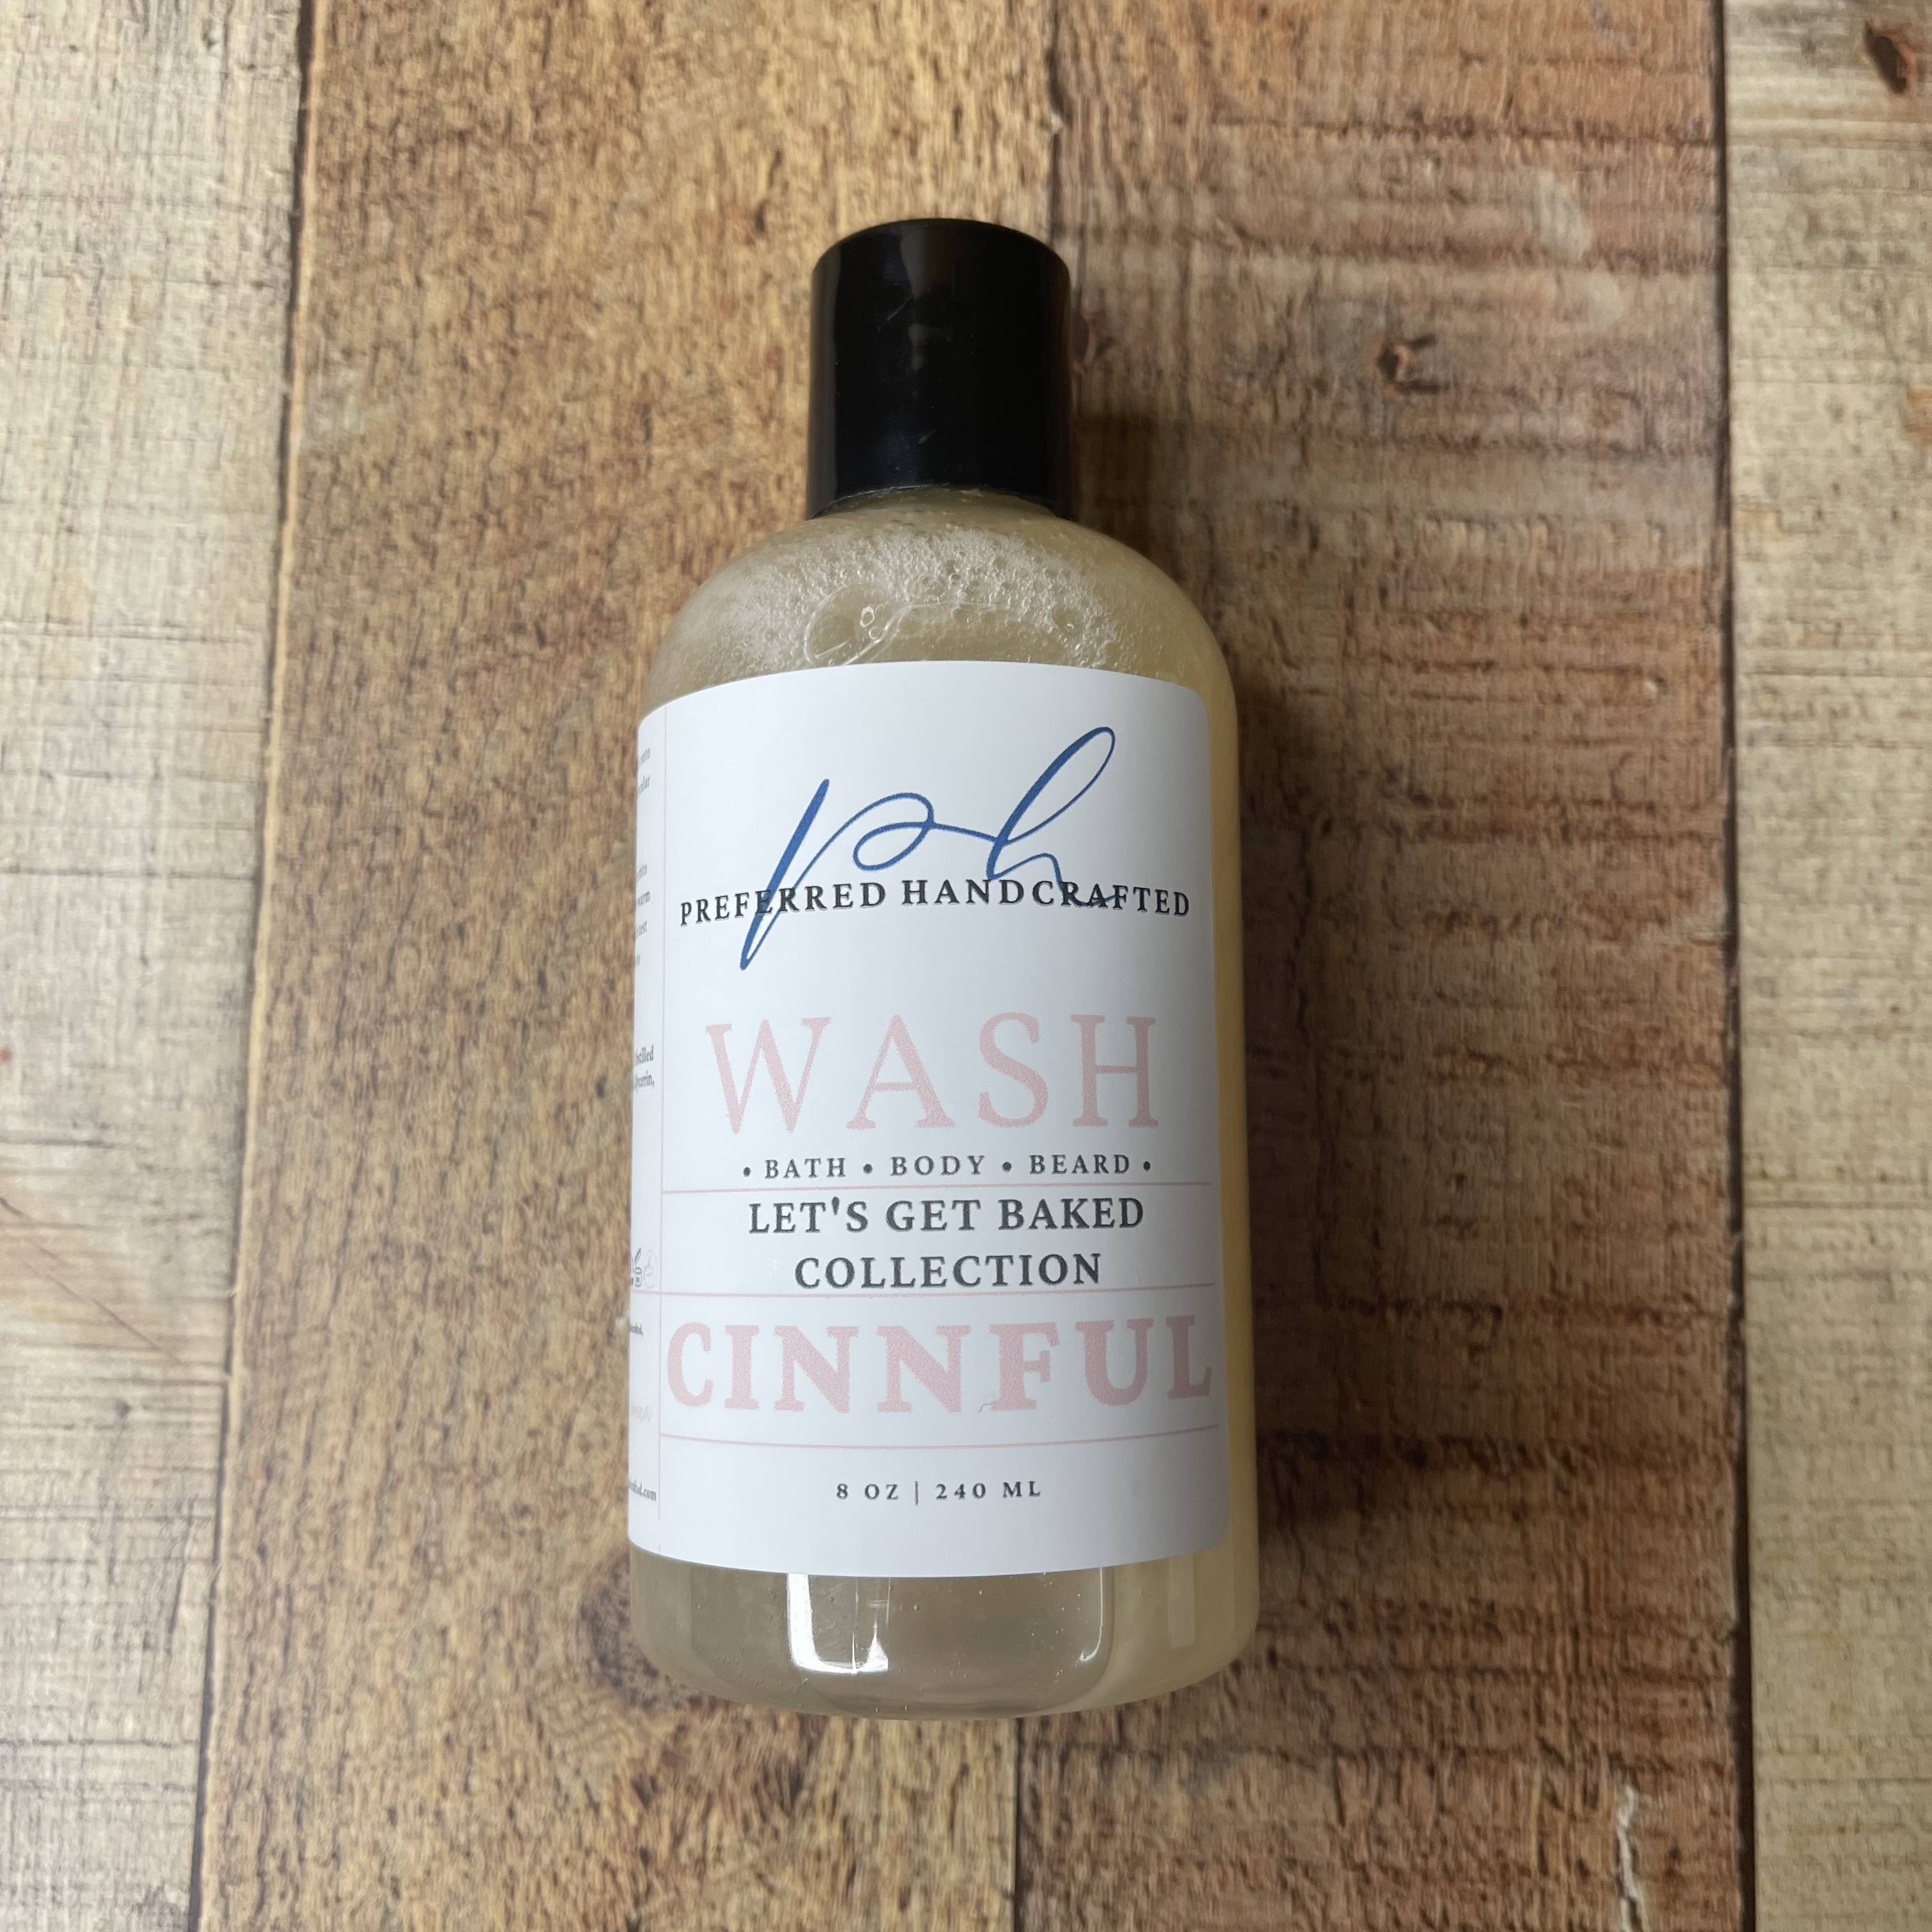 ph
PREFERRED HANDCRAFTED
WASH
• BATH • BODY • BEARD •
LET'S GET BAKED
COLLECTION
CINNFUL
8 OZ | 240 ML